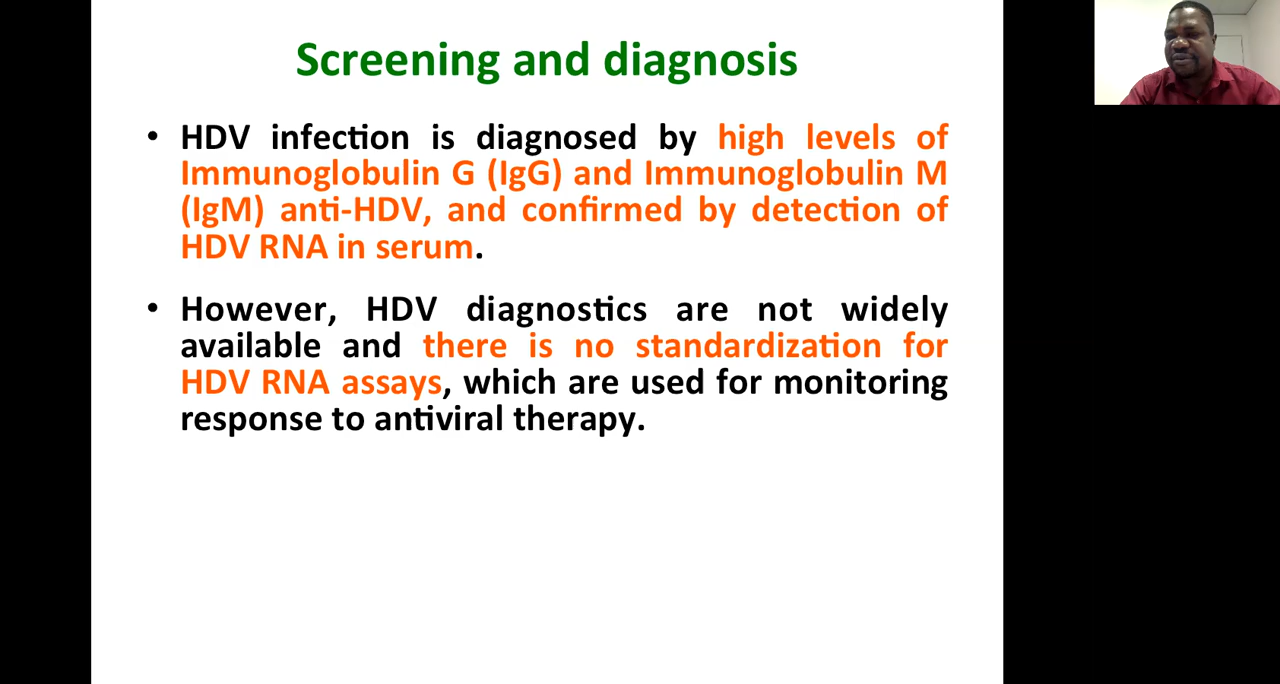 Screening and diagnosis
• HDV infection is diagnosed by high levels of
Immunoglobulin G (IgG) and Immunoglobulin M
(IgM) anti-HDV, and confirmed by detection of
HDV RNA in serum.
• However, HDV diagnostics are not widely
available and there is no standardization for
HDV RNA assays, which are used for monitoring
response to antiviral therapy.